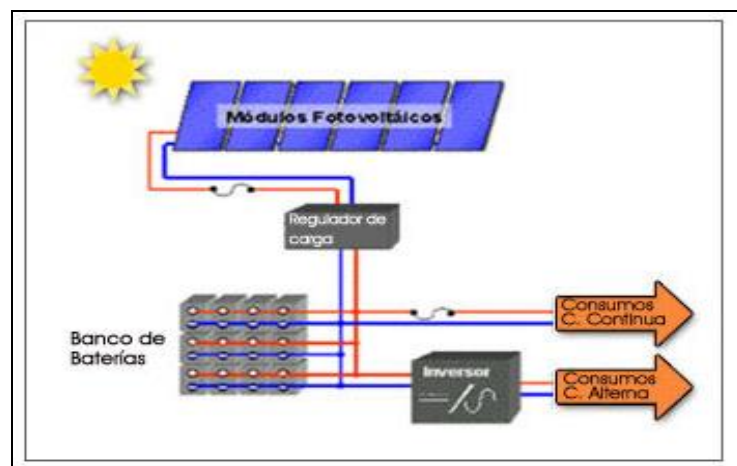 Módulos Fotovoltáicos
Regulador de
carga
Banco de
Baterías
Consumos
C. Continua
Inversor
Consumos
C. Alterna